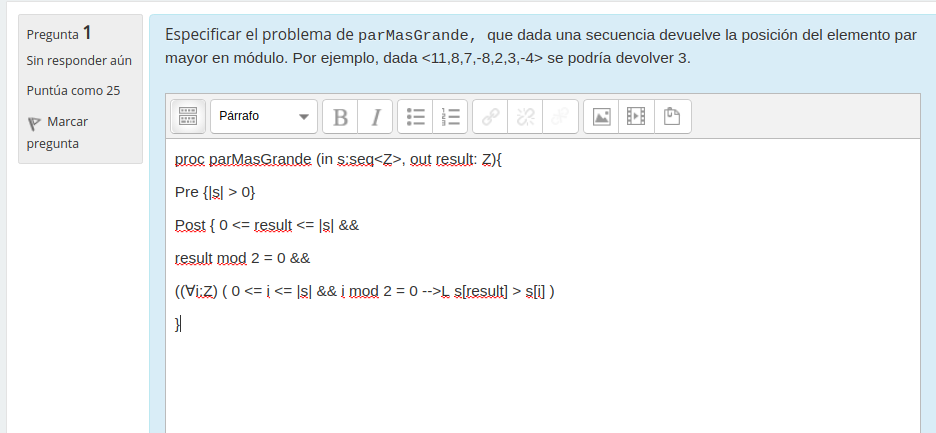 Pregunta 1
Sin responder aún
Puntúa como 25
Marcar
pregunta
Especificar el problema de parMasGrande, que dada una secuencia devuelve la posición del elemento par
mayor en módulo. Por ejemplo, dada <11,8,7,-8,2,3,-4> se podría devolver 3.
Párrafo
B I
proc parMasGrande (in s:seq<Z>, out result: Z){
Pre {|s| > 0}
Post { 0 <= result <= |s| &&
result mod 2 = 0 &&
((∀i:Z) ( 0 <= i <= |s| && i mod 2 = 0 -->L s[result] > s[i] )
}